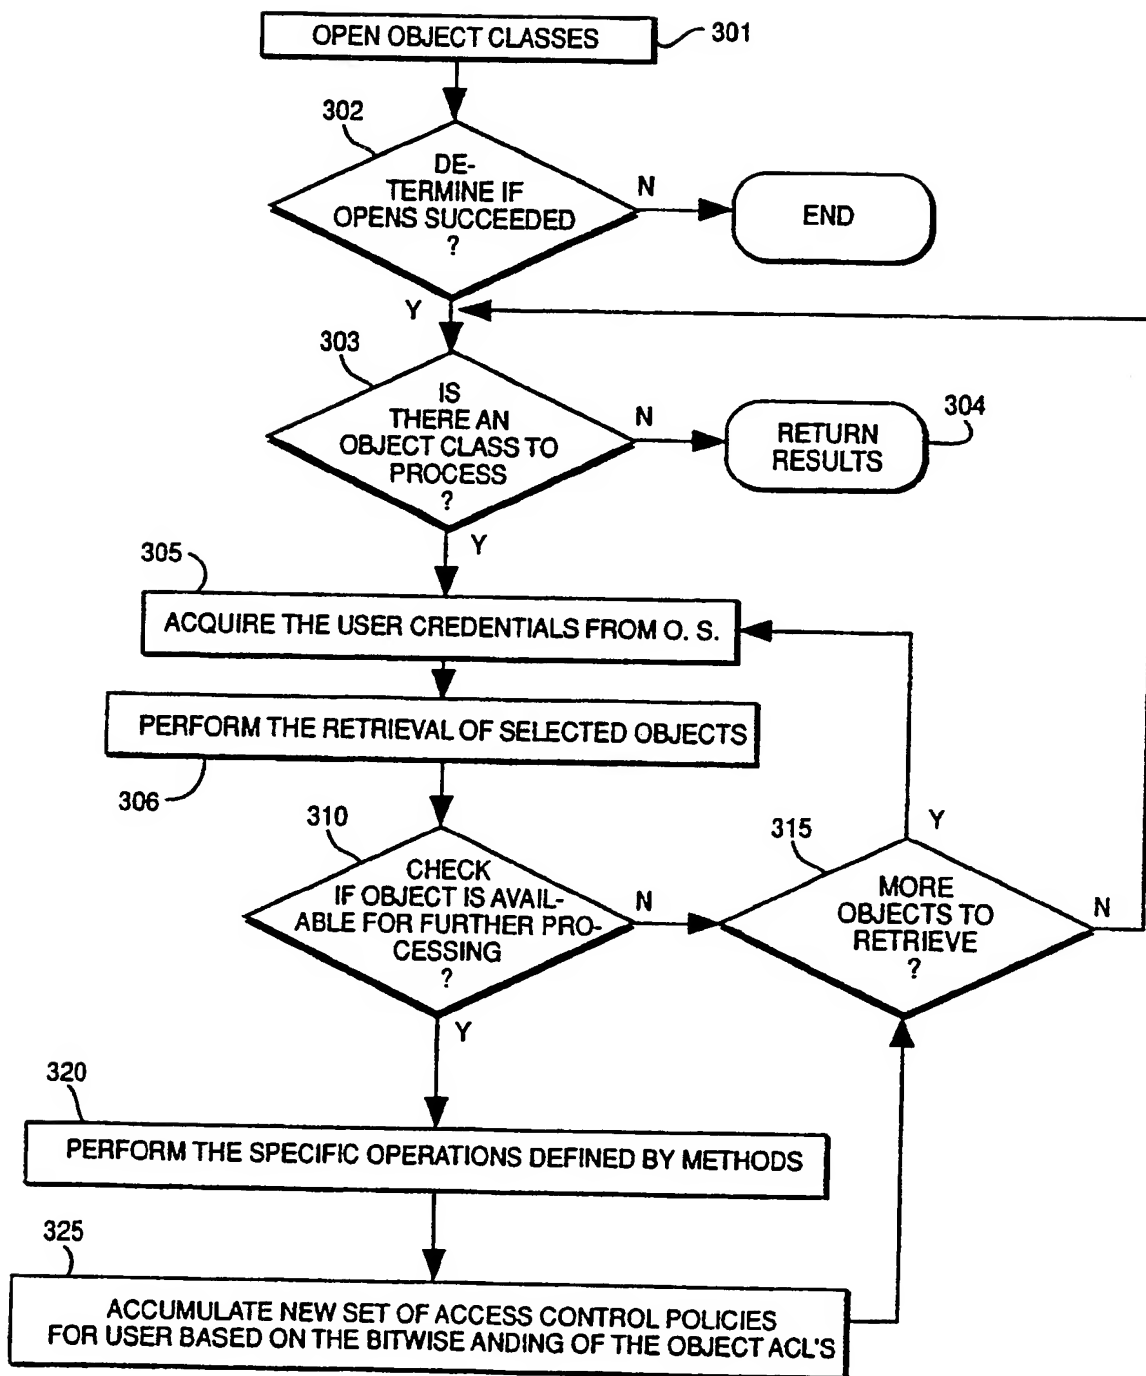 OPEN OBJECT CLASSES
301
302
DE-
TERMINE IF
OPENS SUCCEEDED
?
N
END
Y
303
IS
THERE AN
OBJECT CLASS TO
PROCESS
?
N
RETURN
RESULTS
304
Y
305
ACQUIRE THE USER CREDENTIALS FROM O. S.
PERFORM THE RETRIEVAL OF SELECTED OBJECTS
306
310
CHECK
IF OBJECT IS AVAIL-
ABLE FOR FURTHER PRO-
CESSING
?
N
Y
315
MORE
OBJECTS TO
RETRIEVE
?
Y
N
320
PERFORM THE SPECIFIC OPERATIONS DEFINED BY METHODS
325
ACCUMULATE NEW SET OF ACCESS CONTROL POLICIES
FOR USER BASED ON THE BITWISE ANDING OF THE OBJECT ACL'S